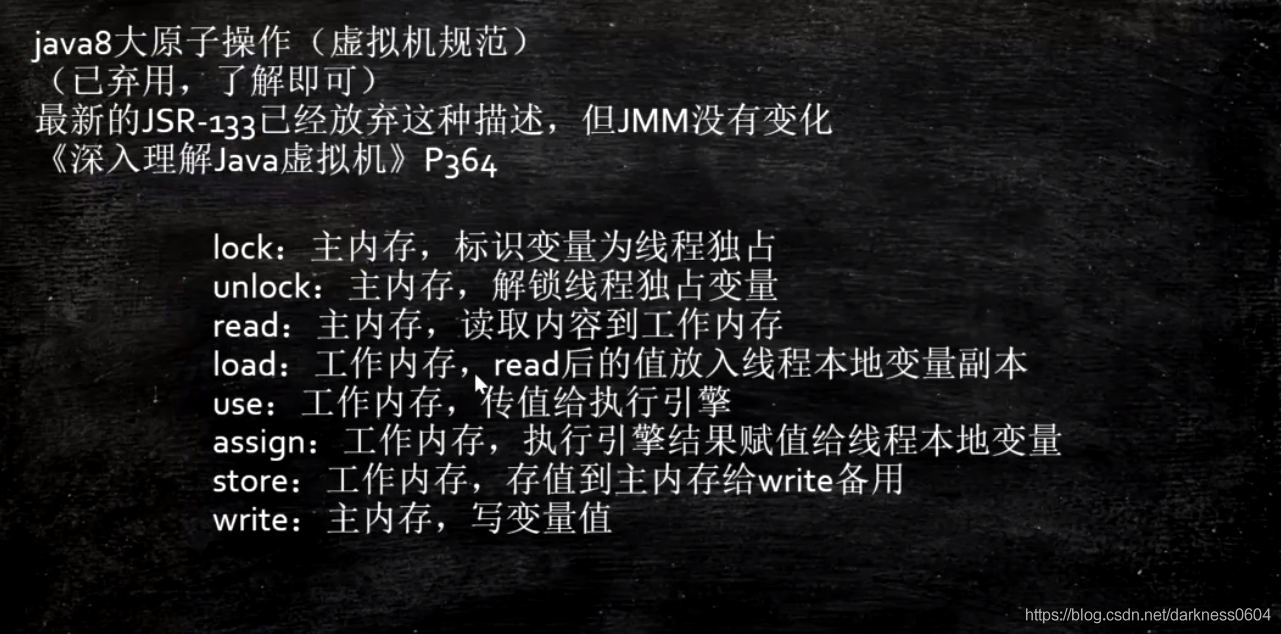 java8大原子操作（虚拟机规范）
（已弃用，了解即可）
最新的JSR-133已经放弃这种描述，但JMM没有变化
《深入理解Java虚拟机》P364
lock：主内存，标识变量为线程独占
unlock：主内存，解锁线程独占变量
read：主内存，读取内容到工作内存
load：工作内存，read后的值放入线程本地变量副本
use：工作内存，传值给执行引擎
assign：工作内存，执行引擎结果赋值给线程本地变量
store：工作内存，存值到主内存给write备用
write：主内存，写变量值
https://blog.csdn.net/darkness0604